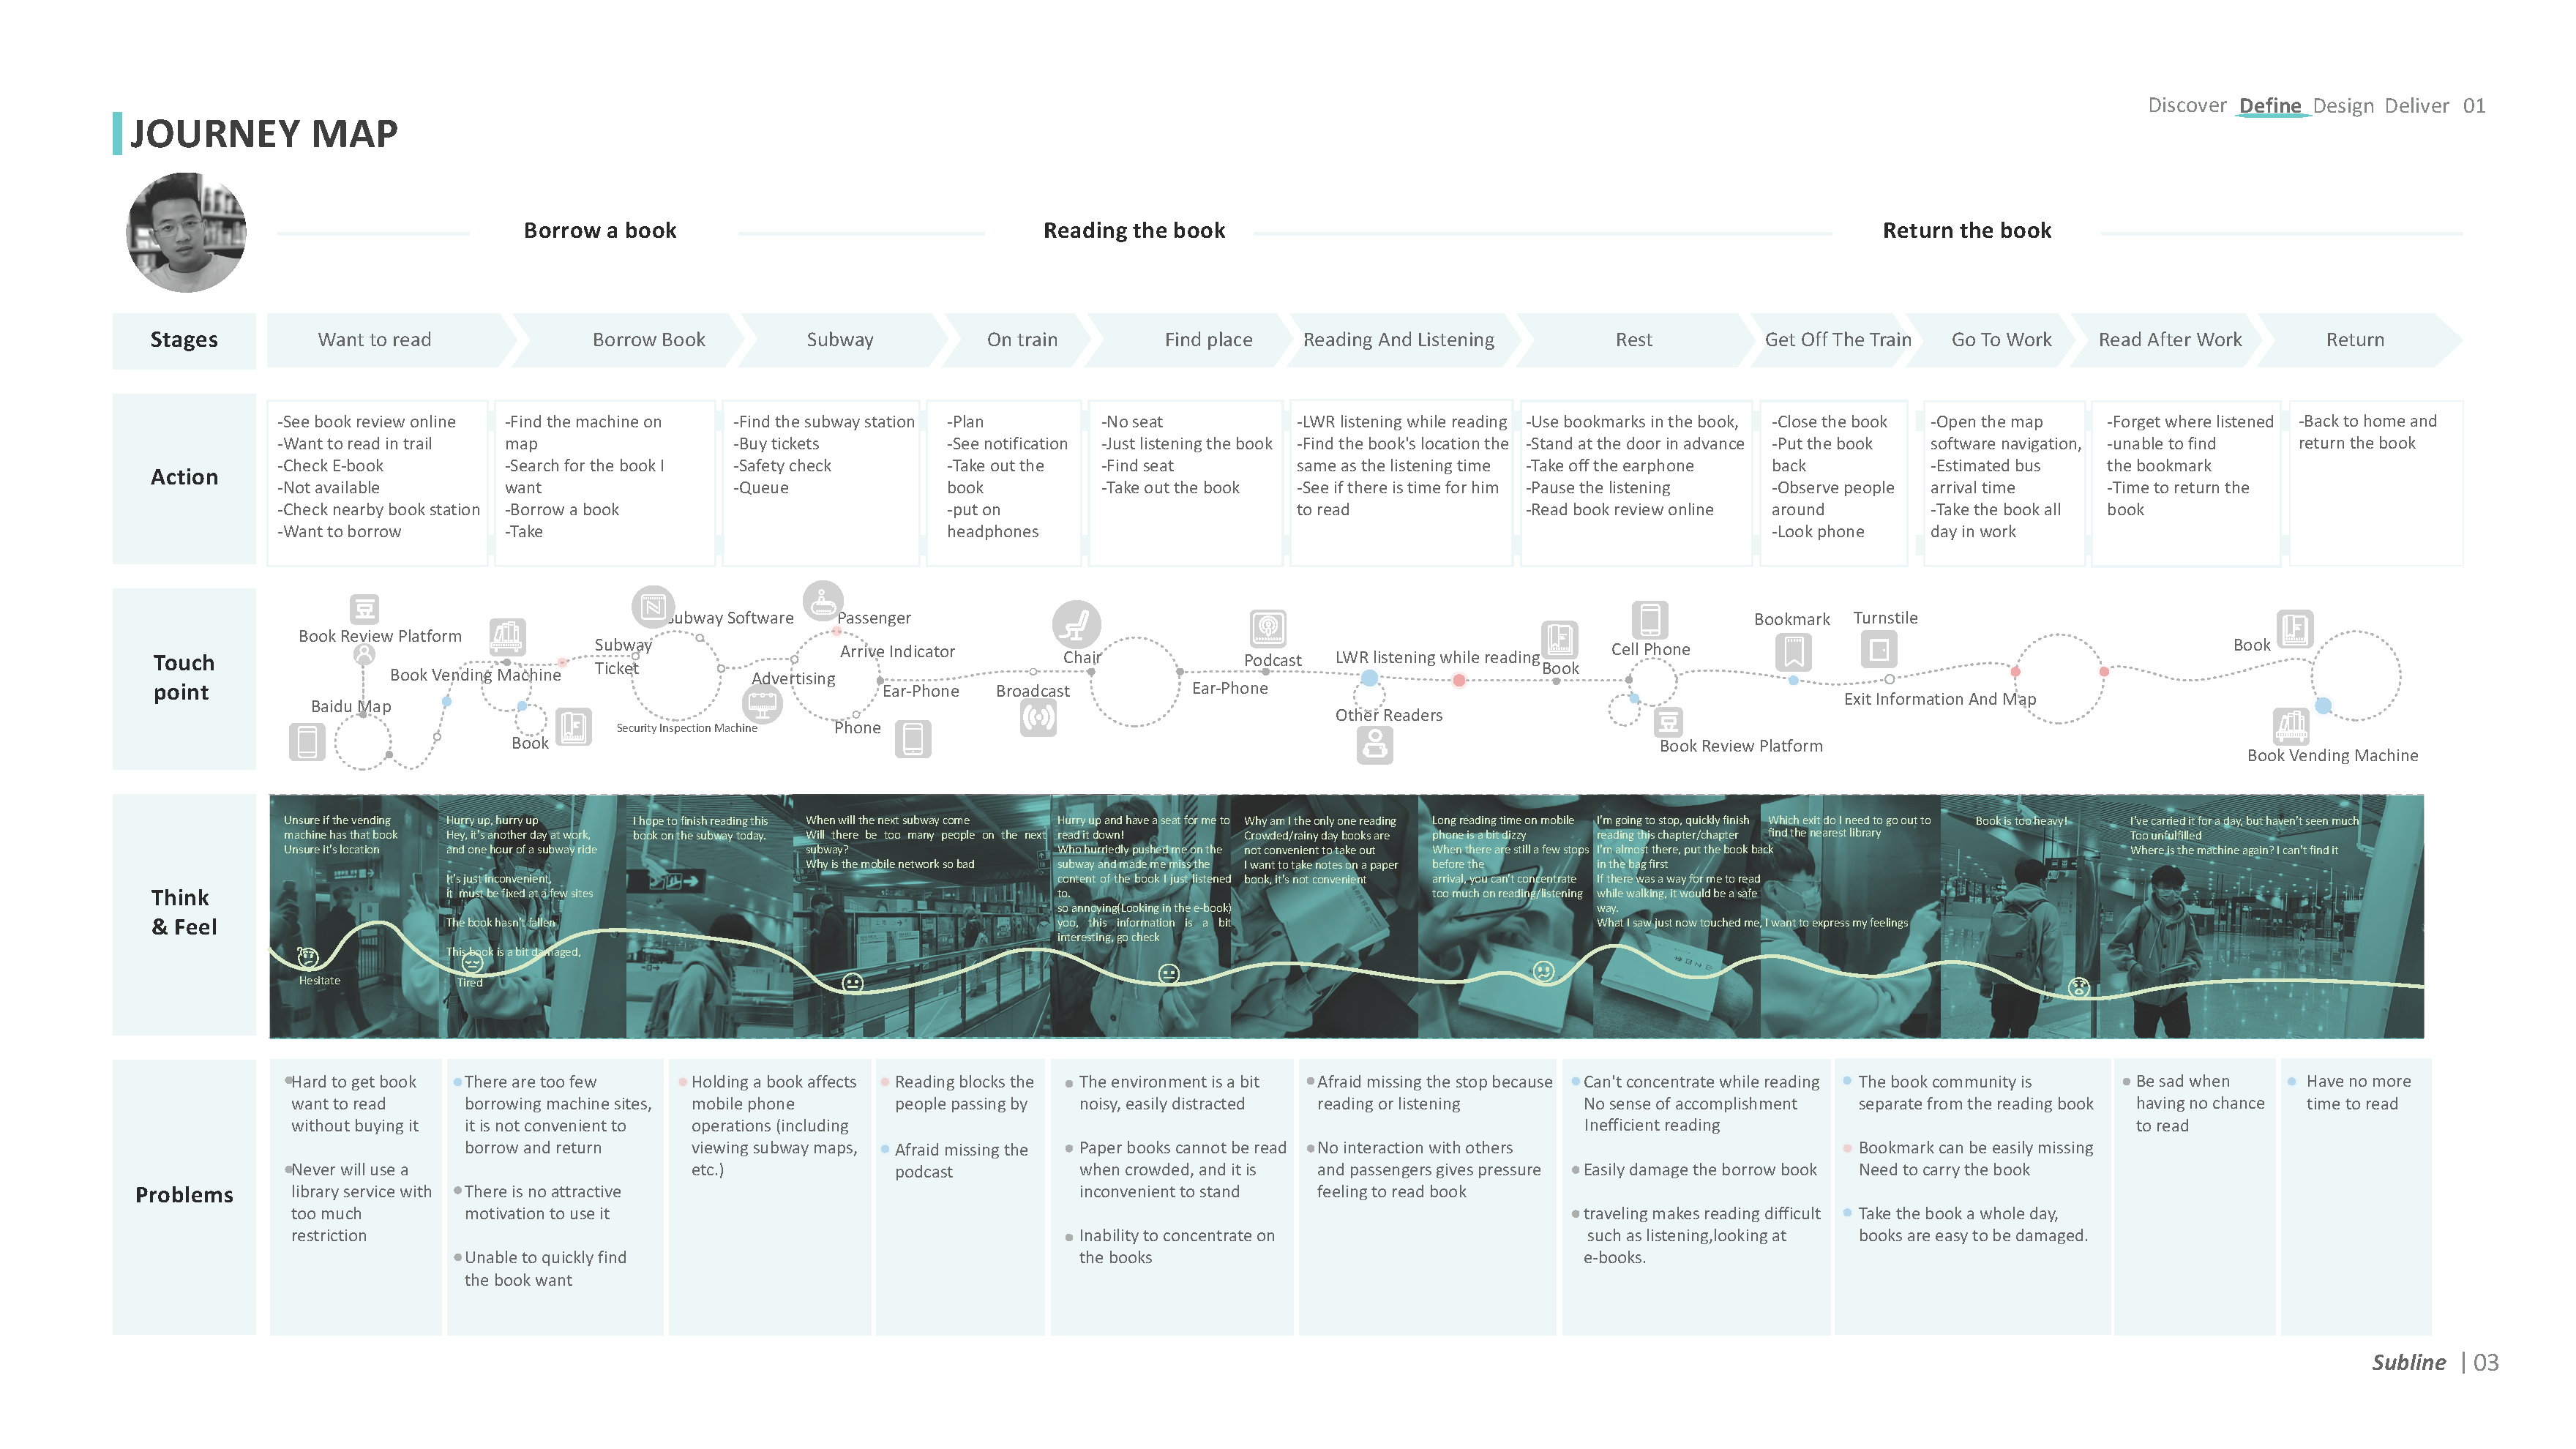 Discover Define Design Deliver 01
JOURNEY MAP
Borrow a book
Reading the book
Return the book
Stages
Want to read
Borrow Book
Subway
On train
Find place
Reading And Listening
Rest
Get Off The Train
Go To Work
Read After Work
Return
Action
-See book review online
-Want to read in trail
-Check E-book
-Not available
-Check nearby book station
-Want to borrow
-Find the machine on
map
-Search for the book I
want
-Borrow a book
-Take
-Find the subway station
-Buy tickets
-Safety check
-Queue
-Plan
-See notification
-Take out the
book
-put on
headphones
-No seat
-Just listening the book
-Find seat
-Take out the book
-LWR listening while reading
-Find the book's location the
same as the listening time
-See if there is time for him
to read
-Use bookmarks in the book,
-Stand at the door in advance
-Take off the earphone
-Pause the listening
-Read book review online
-Close the book
-Put the book
back
-Observe people
around
-Look phone
-Open the map
software navigation,
-Estimated bus
arrival time
-Take the book all
day in work
-Forget where listened
-unable to find
the bookmark
-Time to return the
book
-Back to home and
return the book
Touch
point
Book Review Platform
Baidu Map
Book Vending Machine
Book
Subway
Ticket
Subway Software
Security Inspection Machine
Advertising
Passenger
Arrive Indicator
Ear-Phone
Phone
Broadcast
Chair
Ear-Phone
Podcast
LWR listening while reading
Other Readers
Book
Cell Phone
Book Review Platform
Bookmark
Turnstile
Exit Information And Map
Book
Book Vending Machine
Think
& Feel
Unsure if the vending
machine has that book
Unsure it's location
Hesitate
Hurry up, hurry up
Hey, it's another day at work,
and one hour of a subway ride
It's just inconvenient,
it must be fixed at a few sites
The book hasn't fallen
This book is a bit damaged,
Tired
I hope to finish reading this
book on the subway today.
When will the next subway come
Will there be too many people on the next
subway?
Why is the mobile network so bad
Hurry up and have a seat for me to
read it down!
Who hurriedly pushed me on the
subway and made me miss the
content of the book I just listened
to.
so annoying(Looking in the e-book)
yoo, this information is a bit
interesting, go check
Why am I the only one reading
Crowded/rainy day books are
not convenient to take out
I want to take notes on a paper
book, it's not convenient
Long reading time on mobile
phone is a bit dizzy
When there are still a few stops
before the
arrival, you can't concentrate
too much on reading/listening
I'm going to stop, quickly finish
reading this chapter/chapter
I'm almost there, put the book back
in the bag first
If there was a way for me to read
while walking, it would be a safe
way.
What I saw just now touched me, I want to express my feelings
Which exit do I need to go out to
find the nearest library
Book is too heavy!
I've carried it for a day, but haven't seen much
Too unfulfilled
Where is the machine again? I can't find it
Problems
Hard to get book
want to read
without buying it
Never will use a
library service with
too much
restriction
There are too few
borrowing machine sites,
it is not convenient to
borrow and return
There is no attractive
motivation to use it
Unable to quickly find
the book want
Holding a book affects
mobile phone
operations (including
viewing subway maps,
etc.)
Reading blocks the
people passing by
Afraid missing the
podcast
The environment is a bit
noisy, easily distracted
Paper books cannot be read
when crowded, and it is
inconvenient to stand
Inability to concentrate on
the books
Afraid missing the stop because
reading or listening
No interaction with others
and passengers gives pressure
feeling to read book
Can't concentrate while reading
No sense of accomplishment
Inefficient reading
Easily damage the borrow book
traveling makes reading difficult
such as listening,looking at
e-books.
The book community is
separate from the reading book
Bookmark can be easily missing
Need to carry the book
Take the book a whole day,
books are easy to be damaged.
Be sad when
having no chance
to read
Have no more
time to read
Subline | 03